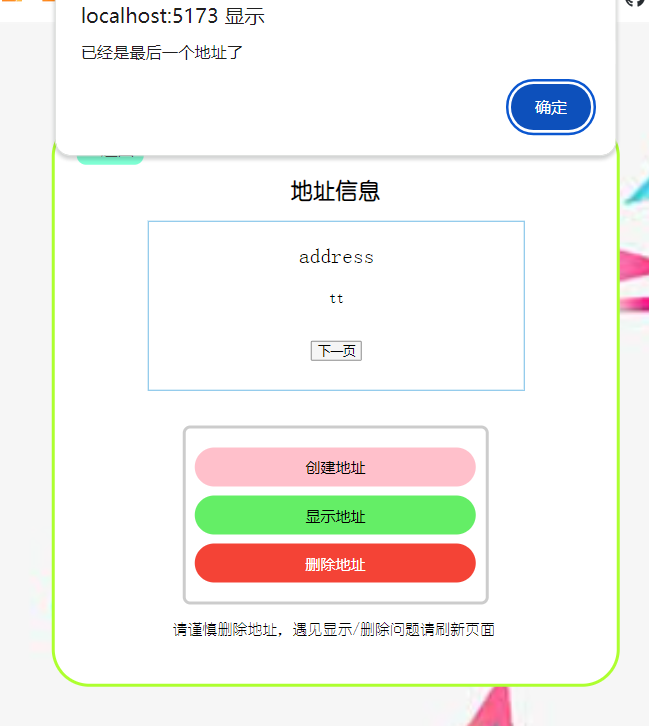 localhost:5173 显示
已经是最后一个地址了
确定
地址信息
address
tt
下一页
创建地址
显示地址
删除地址
请谨慎删除地址，遇见显示/删除问题请刷新页面